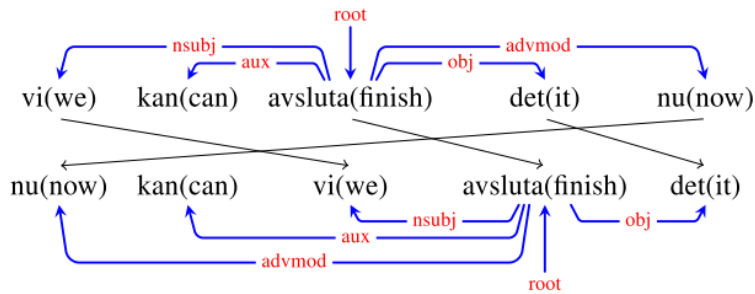 root
nsubj advmod
aux obj
vi(we) kan(can) avsluta(finish) det(it) nu(now)
nu(now) kan(can) vi(we) avsluta(finish) det(it)
nsubj obj
aux
advmod
root